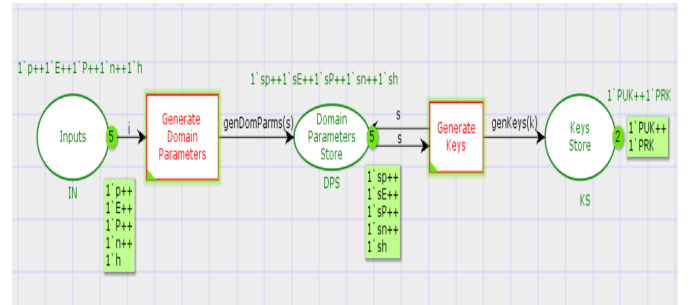 1`p++1`E++1`P++1`n++1`h
Inputs
5
IN
1`p++
1`E++
1`P++
1`n++
1`h
i
Generate
Domain
Parameters
genDomParms(s)
1`sp++1`sE++1`sP++1`sn++1`sh
Domain
Parameters
Store
5
DPS
1`sp++
1`sE++
1`sP++
1`sn++
1`sh
s
s
Generate
Keys
genKeys(k)
1`PUK++1`PRK
Keys
Store
2
KS
1`PUK++
1`PRK